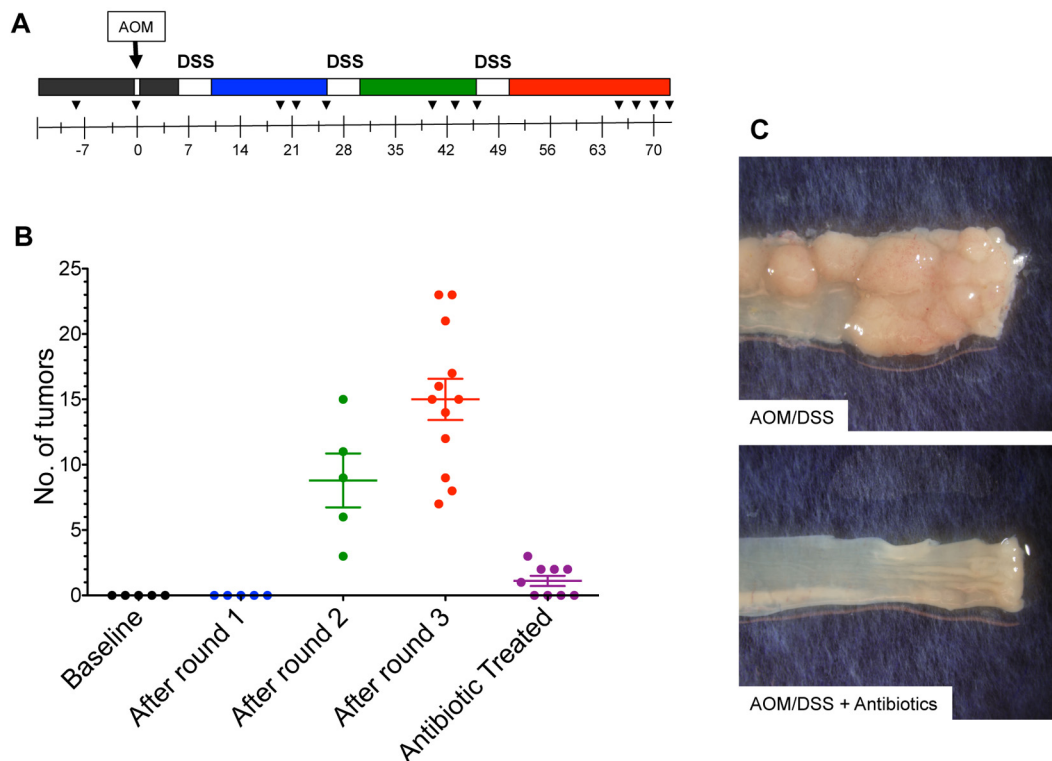 A
AOM
DSS DSS DSS
-7 0 7 14 21 28 35 42 49 56 63 70
B
No. of tumors
25
20
15
10
5
0
Baseline
After round 1
After round 2
After round 3
Antibiotic Treated
C
AOM/DSS
AOM/DSS + Antibiotics